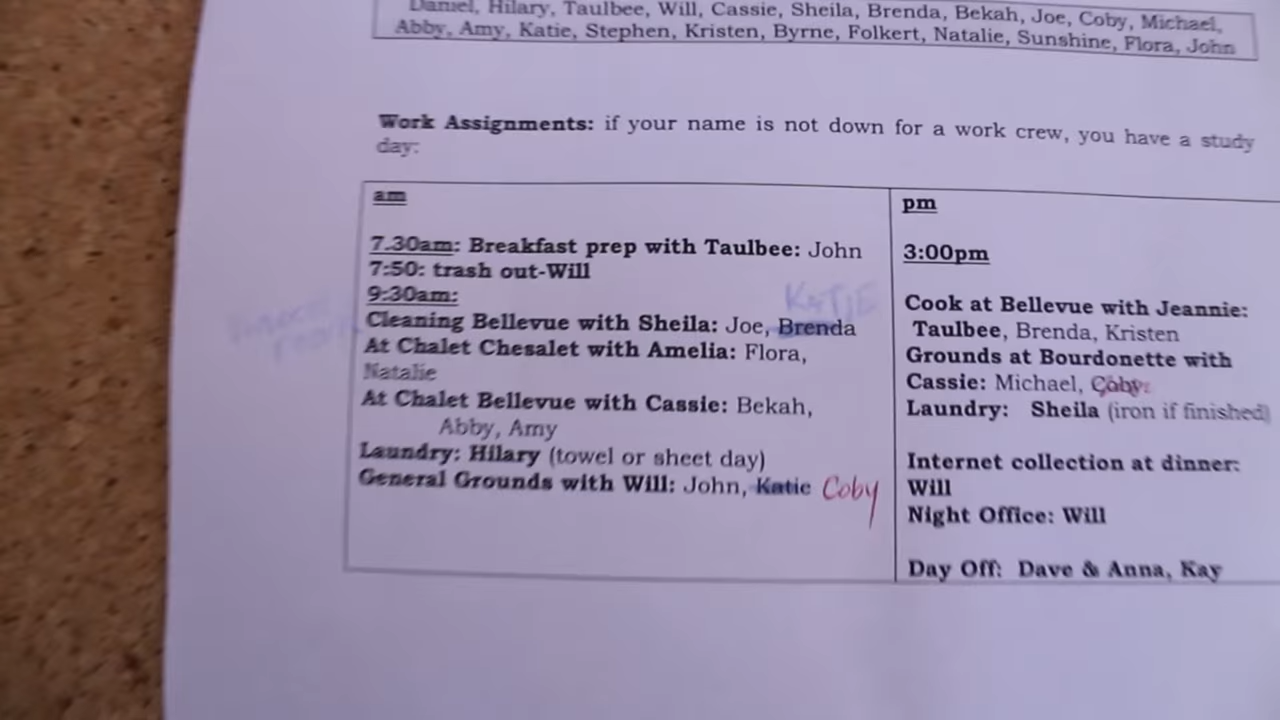 Daniel, Hilary, Taulbee, Will, Cassie, Sheila, Brenda, Bekah, Joe, Coby, Michael,
Abby, Amy, Katie, Stephen, Kristen, Byrne, Folkert, Natalie, Sunshine, Flora, John
Work Assignments: if your name is not down for a work crew, you have a study
day:
am
7.30am: Breakfast prep with Taulbee: John
7:50: trash out-Will
9:30am:
KATIE
Cleaning Bellevue with Sheila: Joe, Brenda
At Chalet Chesalet with Amelia: Flora,
Natalie
At Chalet Bellevue with Cassie: Bekah,
Abby, Amy
Laundry: Hilary (towel or sheet day)
General Grounds with Will: John, Katie Coby
pm
3:00pm
Cook at Bellevue with Jeannie:
Taulbee, Brenda, Kristen
Grounds at Bourdonette with
Cassie: Michael, Coby
Laundry: Sheila (iron if finished)
Internet collection at dinner:
Will
Night Office: Will
Day Off: Dave & Anna, Kay